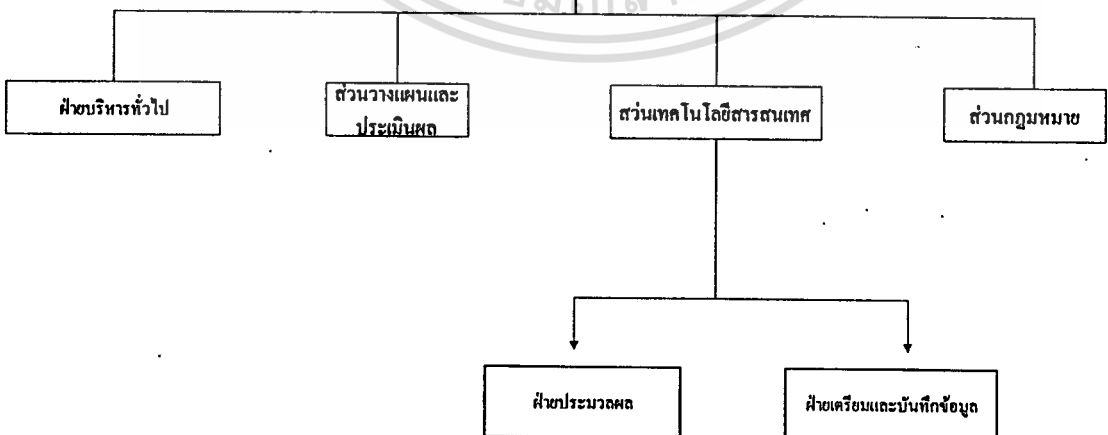 ฝ่ายบริหารทั่วไป
ส่วนวางแผนและ
ประเมินผล
สว่นเทคโนโลยีสารสนเทศ
ส่วนกฎมหมาย
ฝ่ายประมวลผล
ฝ่ายเตรียมและบันทึกข้อมูล